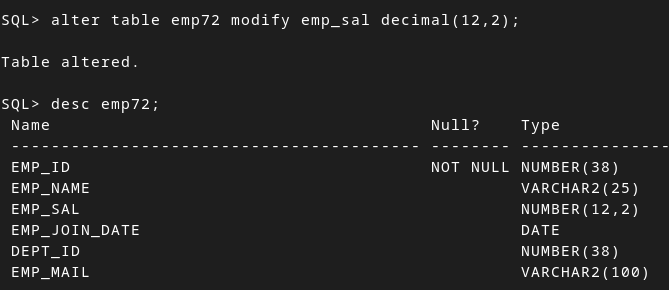 SQL> alter table emp72 modify emp_sal decimal(12,2);
Table altered.
SQL> desc emp72;
Name Null? Type
----------------------------------------- -------- ---------------
EMP_ID NOT NULL NUMBER(38)
EMP_NAME VARCHAR2(25)
EMP_SAL NUMBER(12,2)
EMP_JOIN_DATE DATE
DEPT_ID NUMBER(38)
EMP_MAIL VARCHAR2(100)